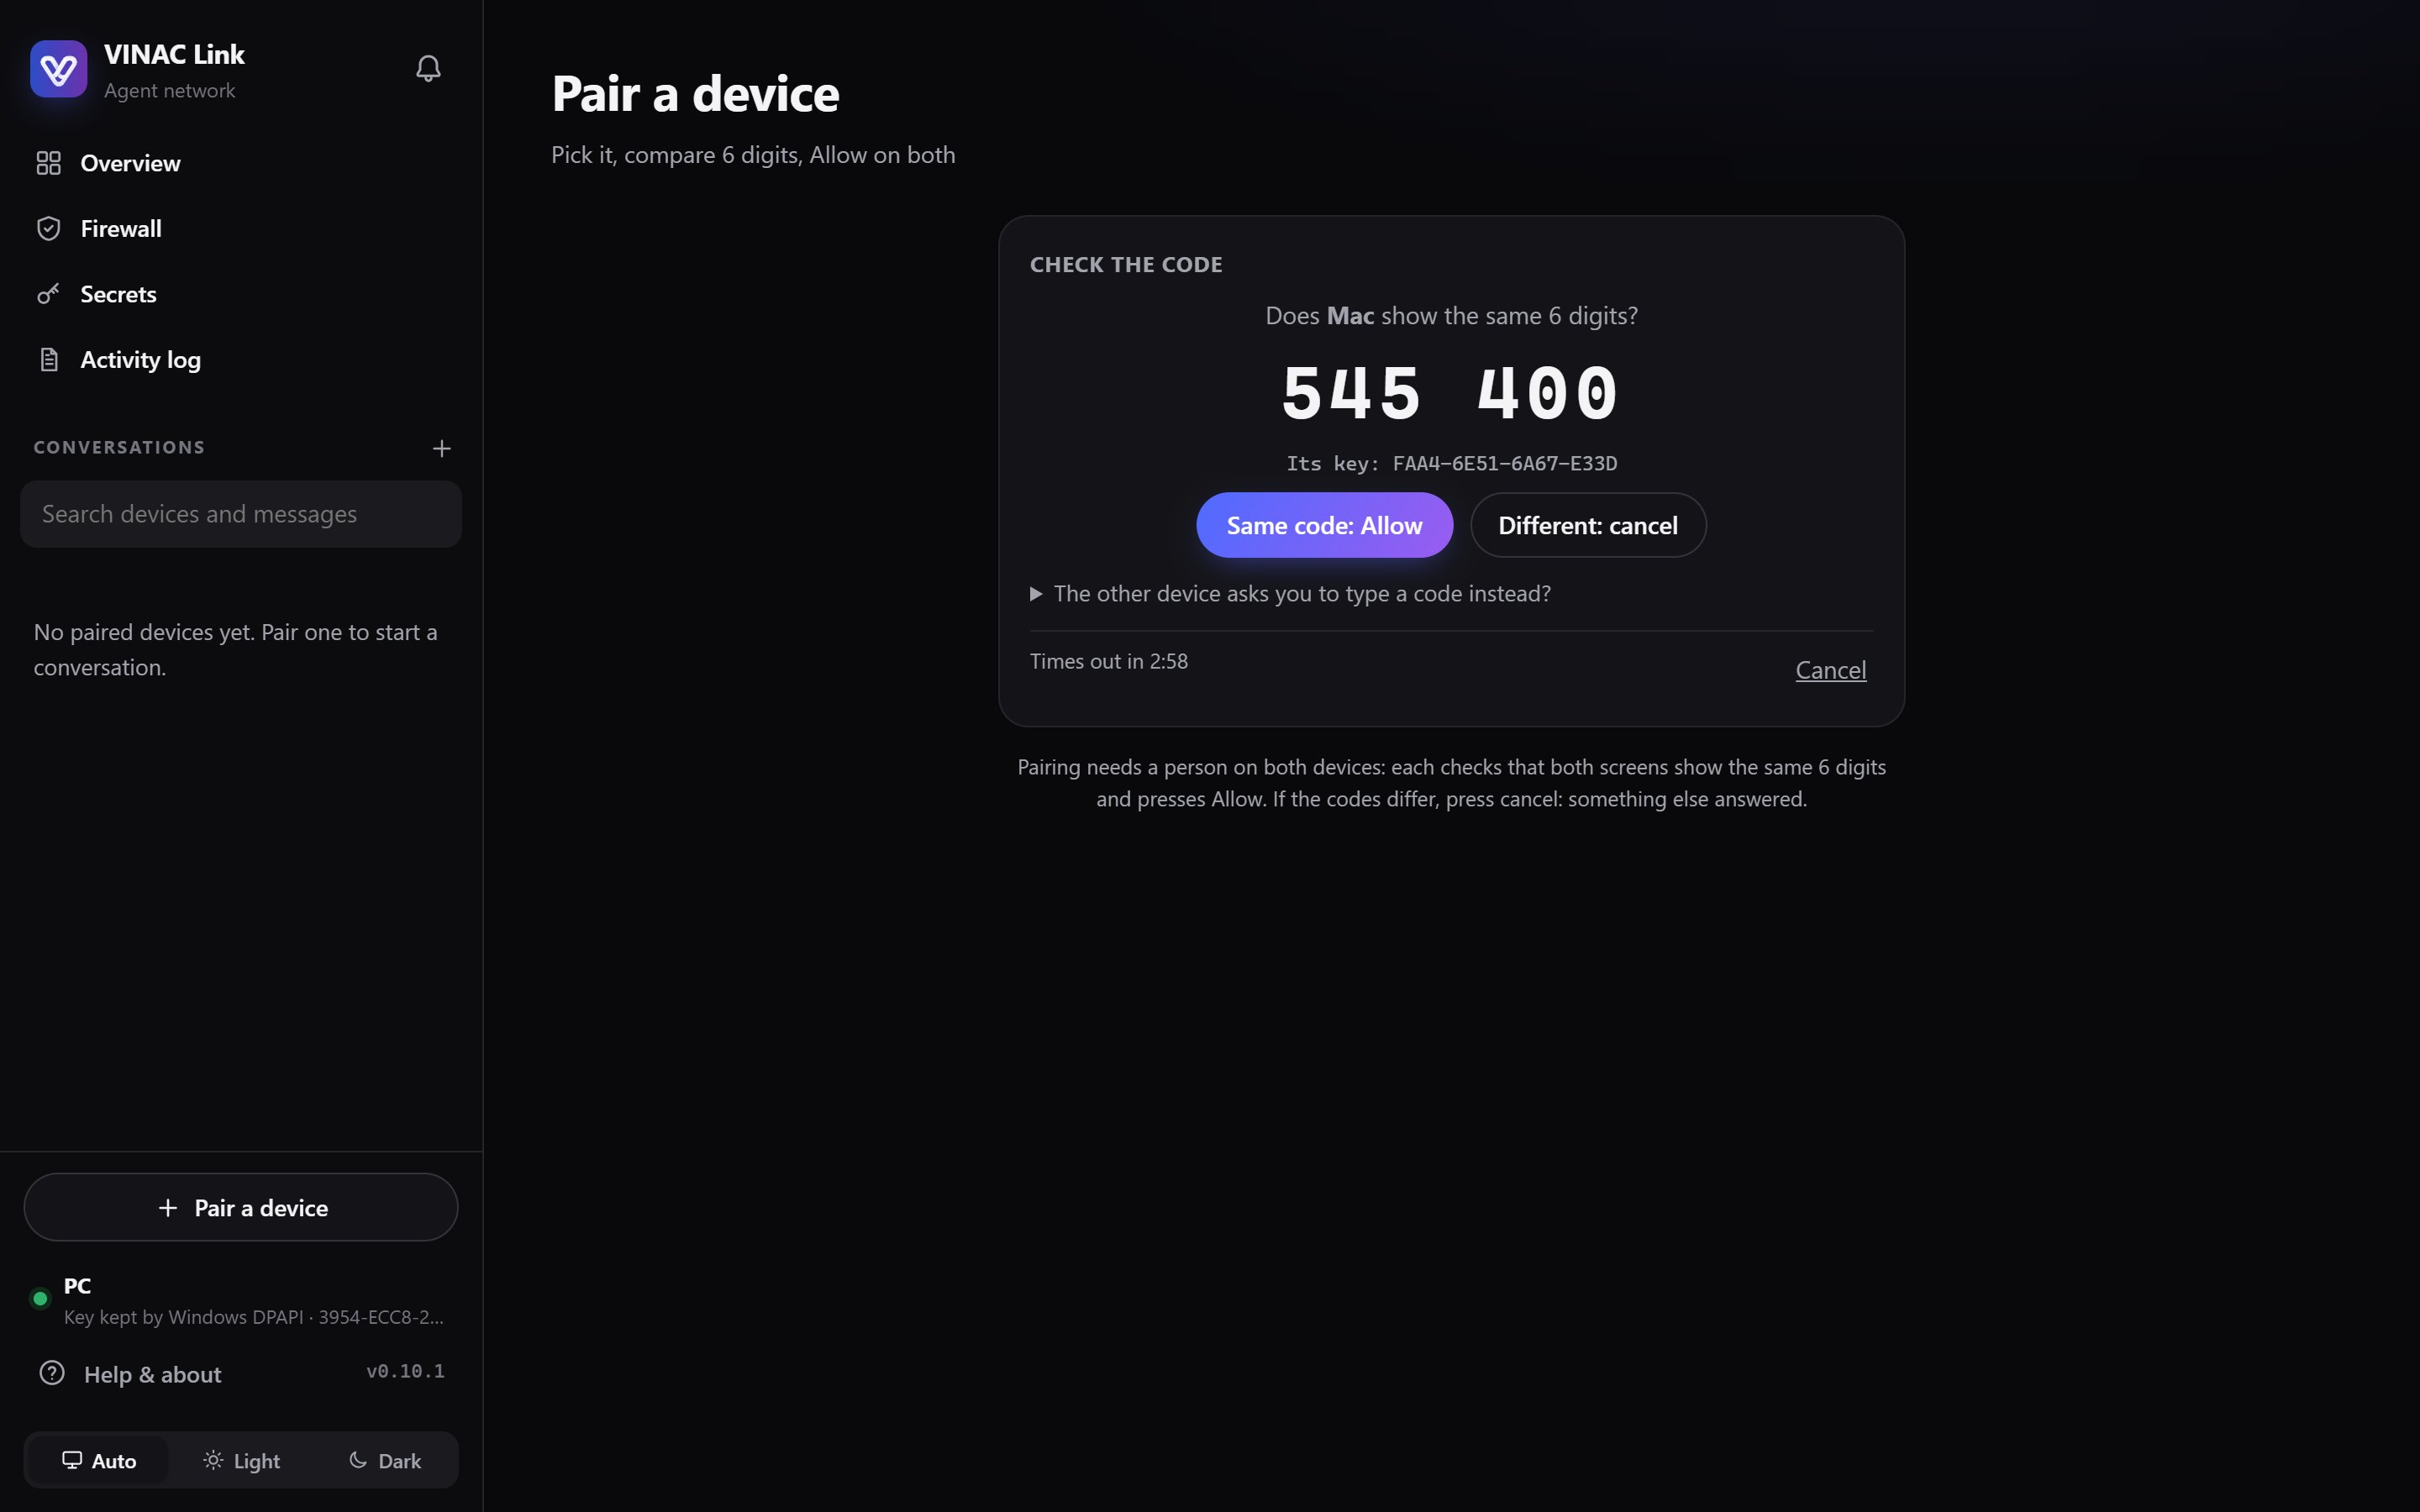 VINAC Link
Agent network
Overview
Firewall
Secrets
Activity log
CONVERSATIONS
Search devices and messages
No paired devices yet. Pair one to start a
conversation.
Pair a device
PC
Key kept by Windows DPAPI · 3954-ECC8-2...
Help & about
v0.10.1
Auto
Light
Dark
Pair a device
Pick it, compare 6 digits, Allow on both
CHECK THE CODE
Does Mac show the same 6 digits?
545 400
Its key: FAA4-6E51-6A67-E33D
Same code: Allow
Different: cancel
The other device asks you to type a code instead?
Times out in 2:58
Cancel
Pairing needs a person on both devices: each checks that both screens show the same 6 digits
and presses Allow. If the codes differ, press cancel: something else answered.